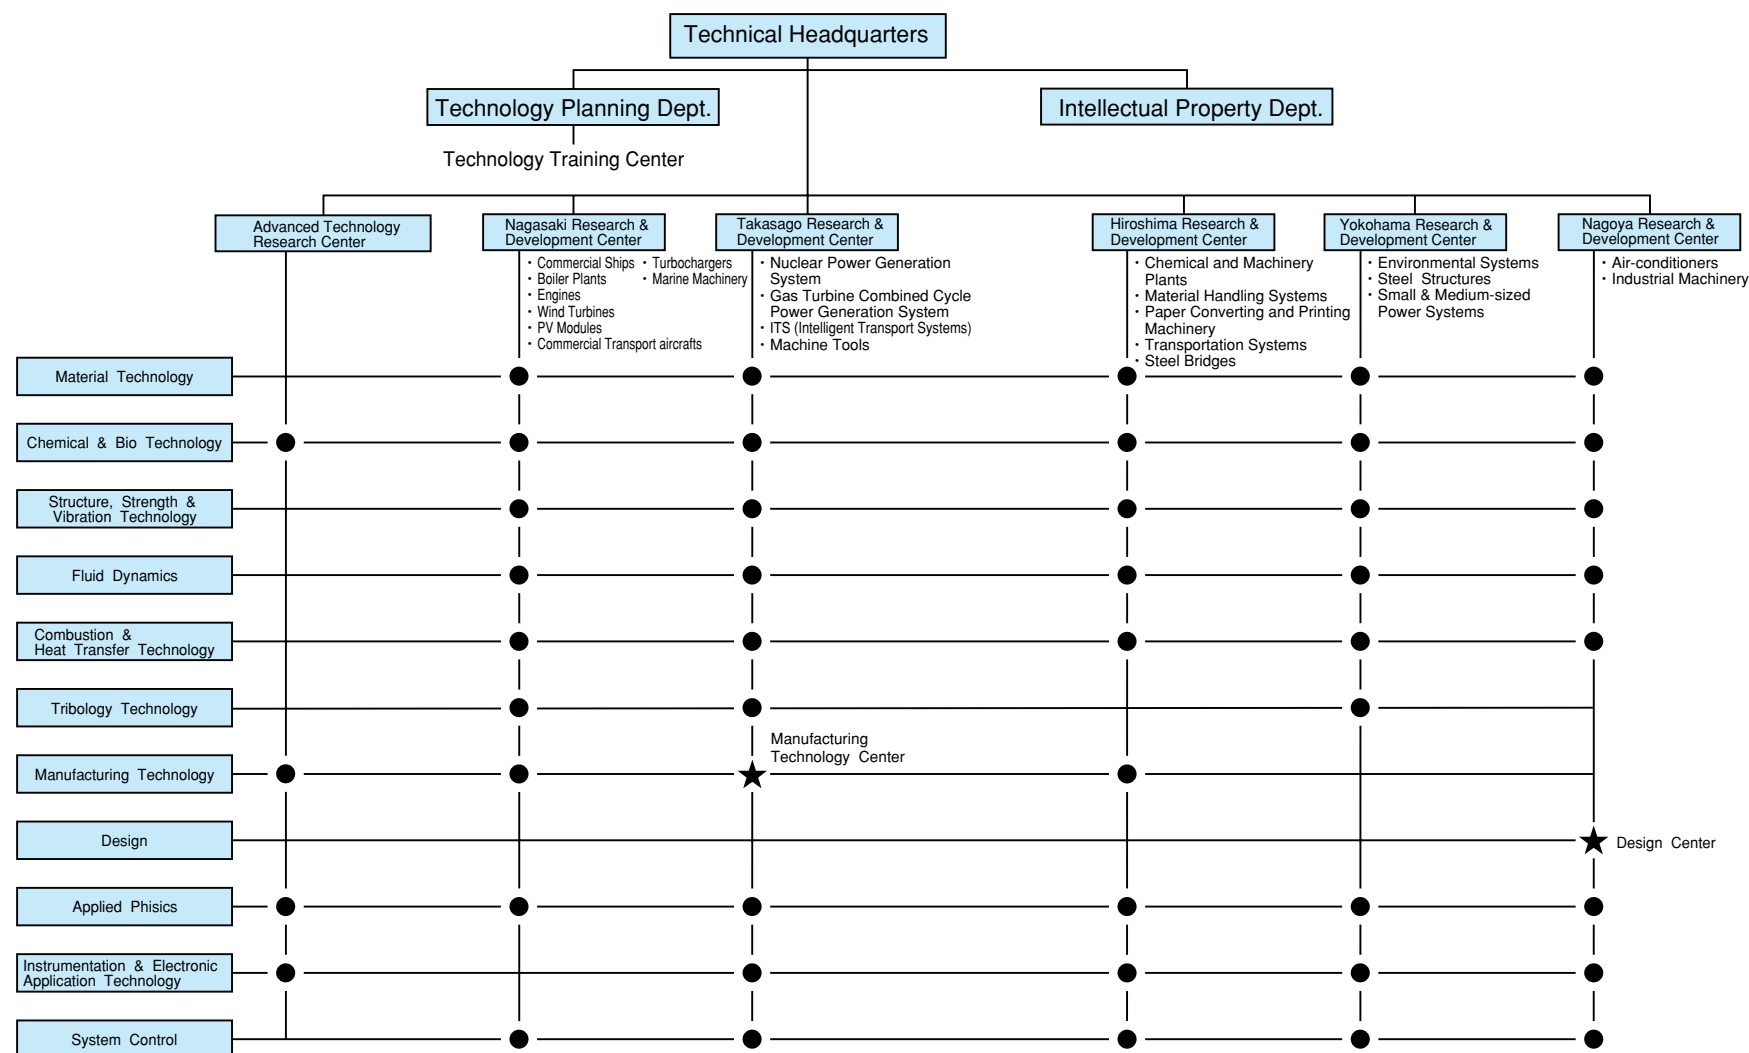 Technical Headquarters
Technology Planning Dept.
Intellectual Property Dept.
Technology Training Center
Advanced Technology
Research Center
Nagasaki Research &
Development Center
Takasago Research &
Development Center
Hiroshima Research &
Development Center
Yokohama Research &
Development Center
Nagoya Research &
Development Center
・Commercial Ships
・Boiler Plants
・Engines
・Wind Turbines
・PV Modules
・Commercial Transport aircrafts
・Turbochargers
・Marine Machinery
・Nuclear Power Generation
System
・Gas Turbine Combined Cycle
Power Generation System
・ITS (Intelligent Transport Systems)
・Machine Tools
・Chemical and Machinery
Plants
・Material Handling Systems
・Paper Converting and Printing
Machinery
・Transportation Systems
・Steel Bridges
・Environmental Systems
・Steel Structures
・Small & Medium-sized
Power Systems
・Air-conditioners
・Industrial Machinery
Material Technology
Chemical & Bio Technology
Structure, Strength &
Vibration Technology
Fluid Dynamics
Combustion &
Heat Transfer Technology
Tribology Technology
Manufacturing
Technology Center
Manufacturing Technology
Design
Design Center
Applied Phisics
Instrumentation & Electronic
Application Technology
System Control